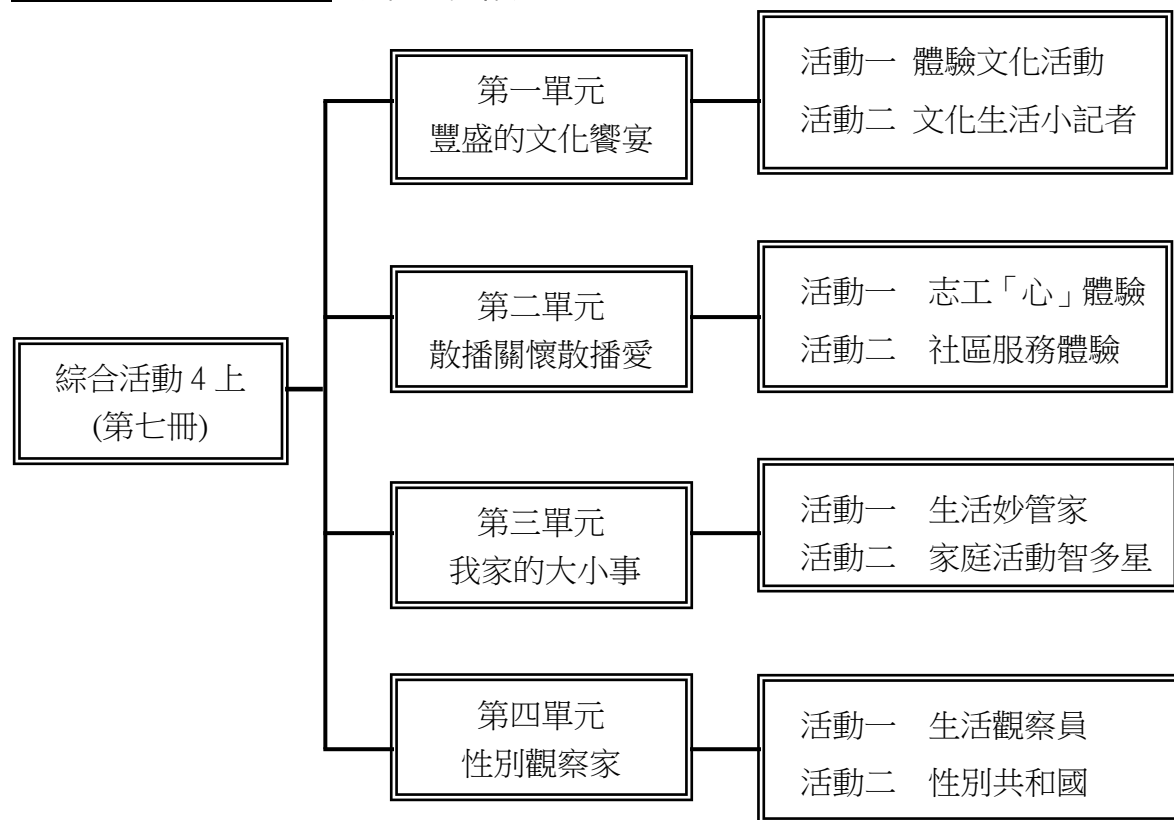 綜合活動 4 上
(第七冊)
第一單元
豐盛的文化饗宴
活動一 體驗文化活動
活動二 文化生活小記者
第二單元
散播關懷散播愛
活動一 志工「心」體驗
活動二 社區服務體驗
第三單元
我家的大小事
活動一 生活妙管家
活動二 家庭活動智多星
第四單元
性別觀察家
活動一 生活觀察員
活動二 性別共和國